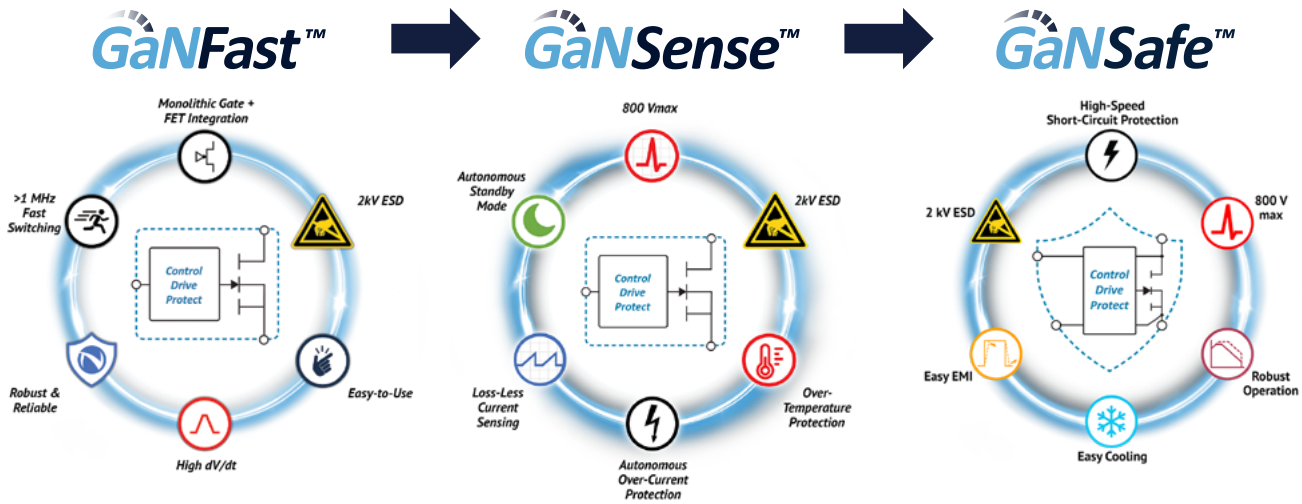 GaNFast™
GaNSense™
GaNSafe™
Monolithic Gate +
FET Integration
>1 MHz
Fast
Switching
2kV ESD
Control
Drive
Protect
Robust &
Reliable
Easy-to-Use
High dV/dt
800 Vmax
Autonomous
Standby
Mode
2kV ESD
Control
Drive
Protect
Loss-Less
Current
Sensing
Over-
Temperature
Protection
Autonomous
Over-Current
Protection
High-Speed
Short-Circuit Protection
2 kV ESD
800 V
max
Control
Drive
Protect
Easy EMI
Robust
Operation
Easy Cooling